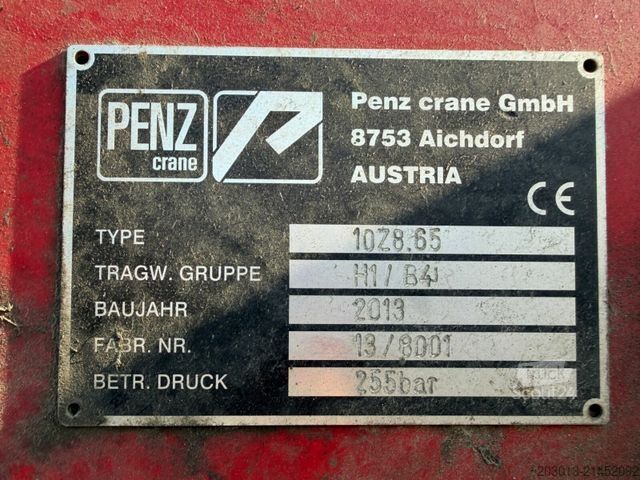 PENZ
crane
Penz crane GmbH
8753 Aichdorf
AUSTRIA
CE
TYPE 10Z8.65
TRAGW. GRUPPE H1/B4
BAUJAHR 2013
FABR. NR. 13/8001
BETR. DRUCK 255bar